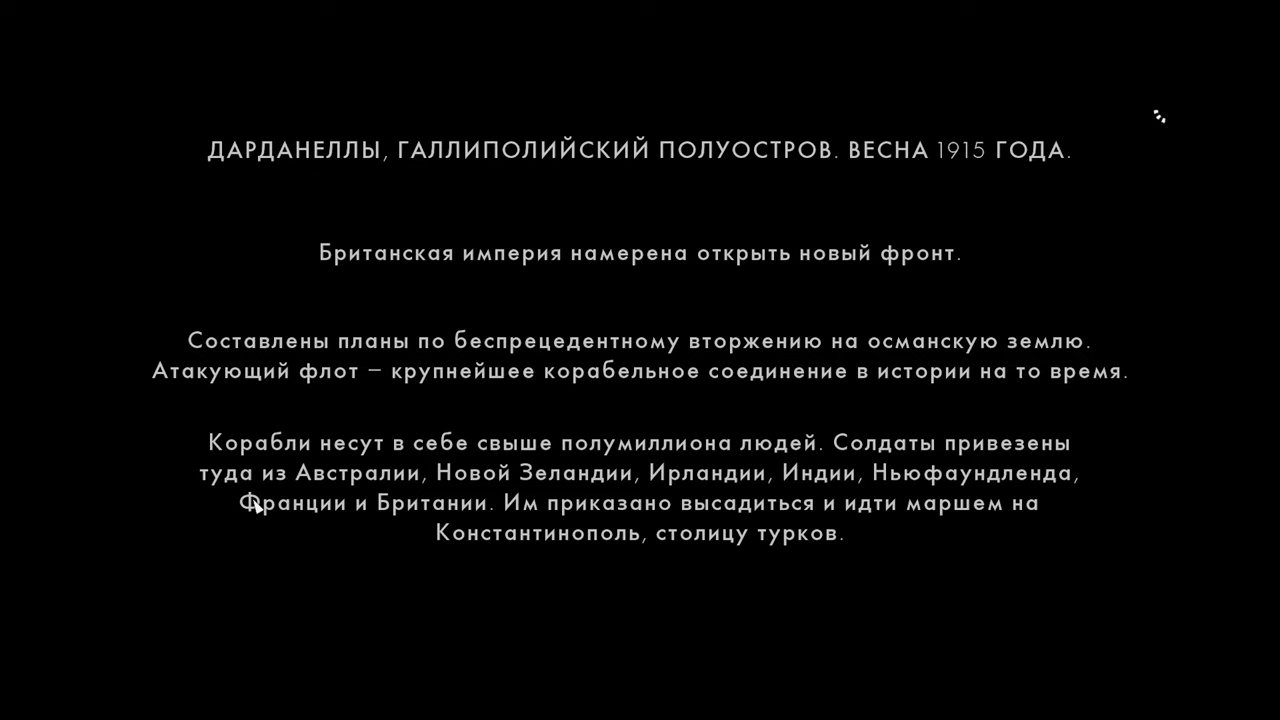 ДАРДАНЕЛЛЫ, ГАЛЛИПОЛИЙСКИЙ ПОЛУОСТРОВ. ВЕСНА 1915 ГОДА.
Британская империя намерена открыть новый фронт.
Составлены планы по беспрецедентному вторжению на османскую землю.
Атакующий флот – крупнейшее корабельное соединение в истории на то время.
Корабли несут в себе свыше полумиллиона людей. Солдаты привезены
туда из Австралии, Новой Зеландии, Ирландии, Индии, Ньюфаундленда,
Франции и Британии. Им приказано высадиться и идти маршем на
Константинополь, столицу турков.